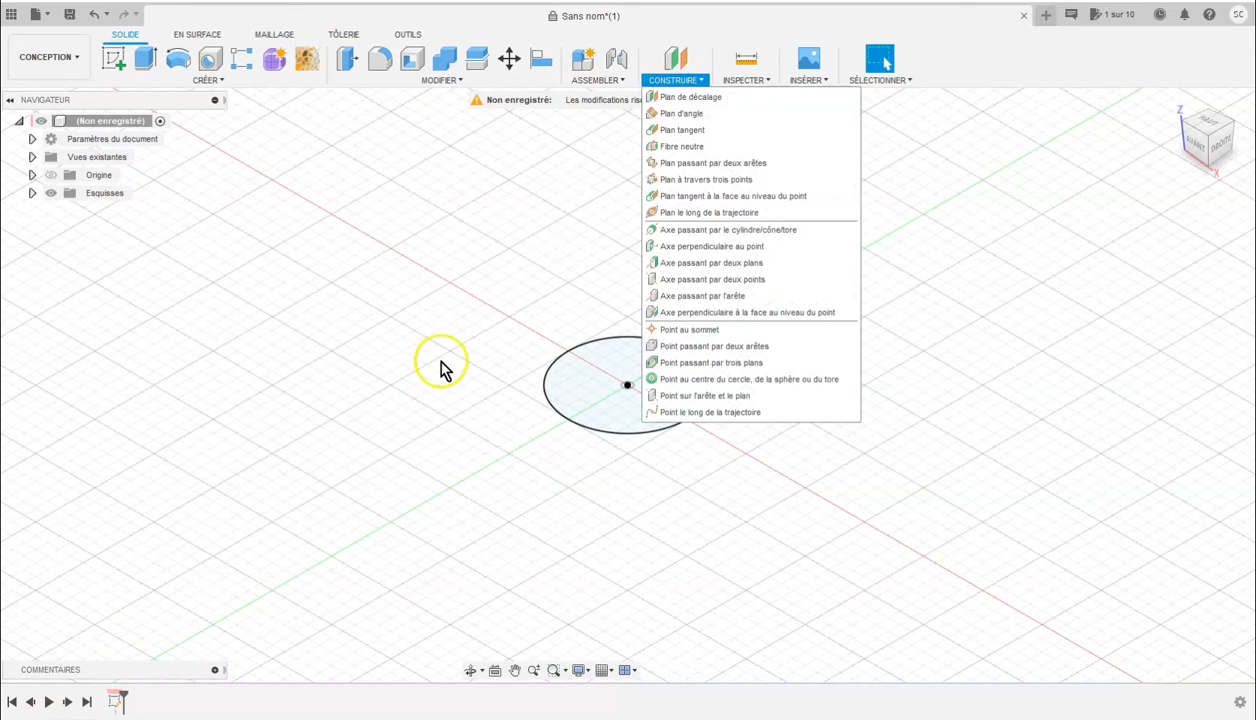 Sans nom*(1)
1 sur 10
SC
CONCEPTION
SOLIDE
EN SURFACE
MAILLAGE
TÔLERIE
OUTILS
CRÉER
MODIFIER
ASSEMBLER
CONSTRUIRE
INSPECTER
INSÉRER
SÉLECTIONNER
NAVIGATEUR
Non enregistré: Les modifications
(Non enregistré)
Paramètres du document
Vues existantes
Origine
Esquisses
Plan de décalage
Plan d'angle
Plan tangent
Fibre neutre
Plan passant par deux arêtes
Plan à travers trois points
Plan tangent à la face au niveau du point
Plan le long de la trajectoire
Axe passant par le cylindre/cône/tore
Axe perpendiculaire au point
Axe passant par deux plans
Axe passant par deux points
Axe passant par l'arête
Axe perpendiculaire à la face au niveau du point
Point au sommet
Point passant par deux arêtes
Point passant par trois plans
Point au centre du cercle, de la sphère ou du tore
Point sur l'arête et le plan
Point le long de la trajectoire
Z
HAUT
AVANT
DROITE
X
COMMENTAIRES